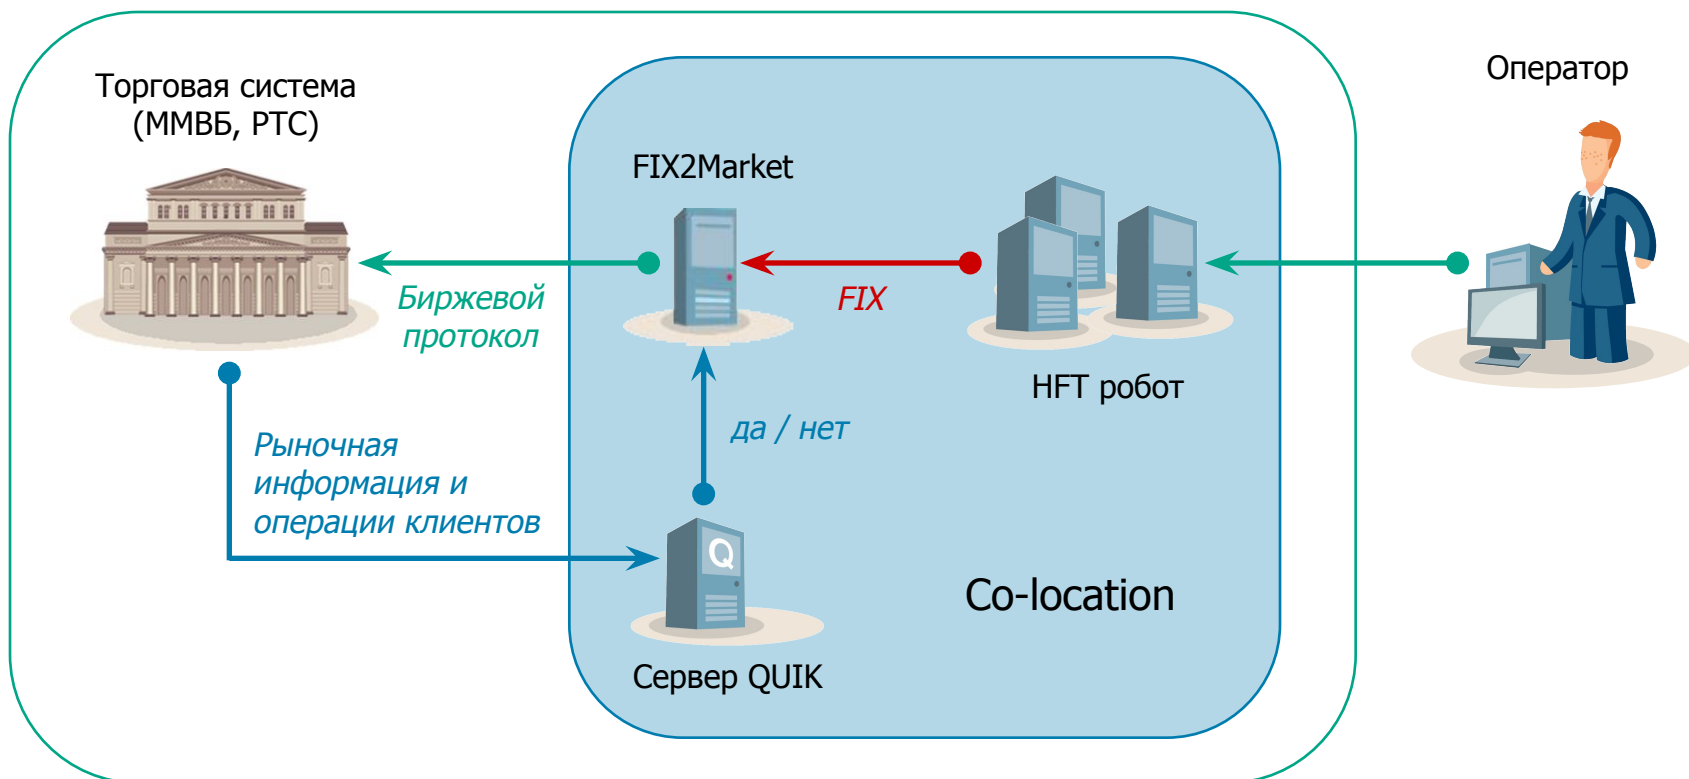 Торговая система
(ММВБ, РТС)
Оператор
FIX2Market
Биржевой
протокол
FIX
HFT робот
да / нет
Рыночная
информация и
операции клиентов
Q
Co-location
Сервер QUIK